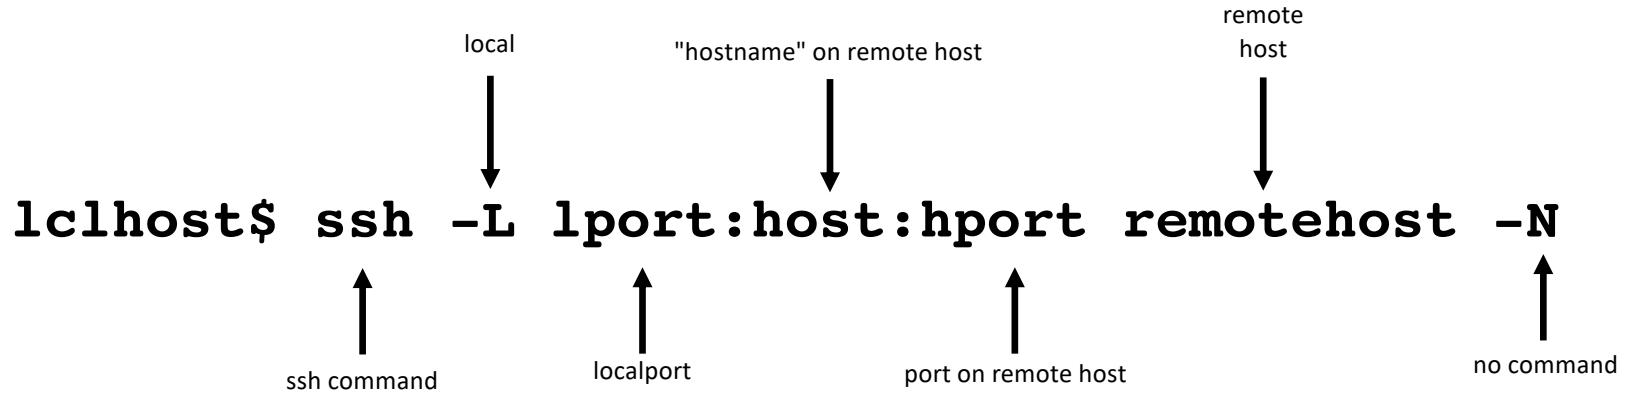 remote
host
local
"hostname" on remote host
lclhost$ ssh -L lport:host:hport remotehost -N
ssh command
localport
port on remote host
no command